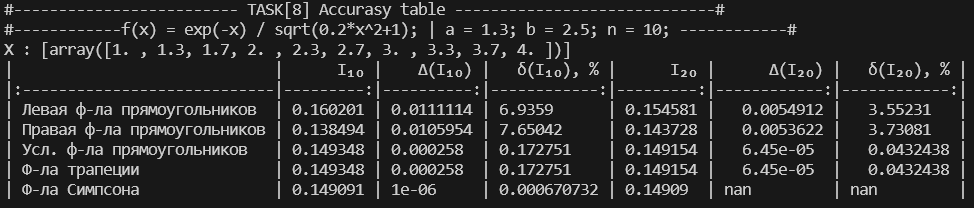 #------------------------- TASK[8] Accurasy table -----------------------------#
#------------f(x) = exp(-x) / sqrt(0.2*x^2+1); | a = 1.3; b = 2.5; n = 10; ------------#
X : [array([1. , 1.3, 1.7, 2. , 2.3, 2.7, 3. , 3.3, 3.7, 4. ])]
| | I₁₀ | Δ(I₁₀) | δ(I₁₀), % | I₂₀ | Δ(I₂₀) | δ(I₂₀), % |
|:----------------------------|---------:|----------:|------------:|---------:|------------:|------------:|
| Левая ф-ла прямоугольников | 0.160201 | 0.0111114 | 6.9359 | 0.154581 | 0.0054912 | 3.55231 |
| Правая ф-ла прямоугольников | 0.138494 | 0.0105954 | 7.65042 | 0.143728 | 0.0053622 | 3.73081 |
| Усл. ф-ла прямоугольников | 0.149348 | 0.000258 | 0.172751 | 0.149154 | 6.45e-05 | 0.0432438 |
| Ф-ла трапеции | 0.149348 | 0.000258 | 0.172751 | 0.149154 | 6.45e-05 | 0.0432438 |
| Ф-ла Симпсона | 0.149091 | 1e-06 | 0.000670732 | 0.14909 | nan | nan |